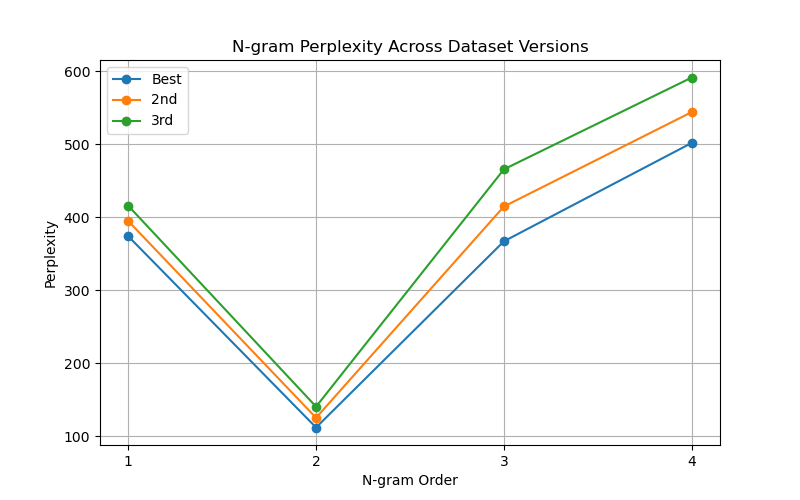 N-gram Perplexity Across Dataset Versions
Best
2nd
3rd
Perplexity
600
500
400
300
200
100
1 2 3 4
N-gram Order